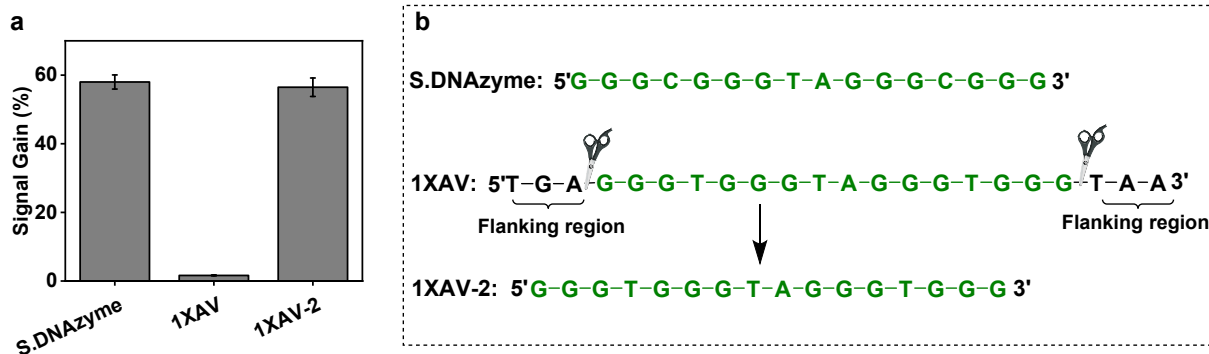 a
Signal Gain (%)
60
40
20
0
S.DNAzyme
1XAV
1XAV-2
b
S.DNAzyme: 5'G-G-G-C-G-G-G-T-A-G-G-G-C-G-G-G 3'
1XAV: 5'T-G-A-G-G-G-T-G-G-G-T-A-G-G-G-T-G-G-G-T-A-A3'
Flanking region
Flanking region
1XAV-2: 5'G-G-G-T-G-G-G-T-A-G-G-G-T-G-G-G 3'